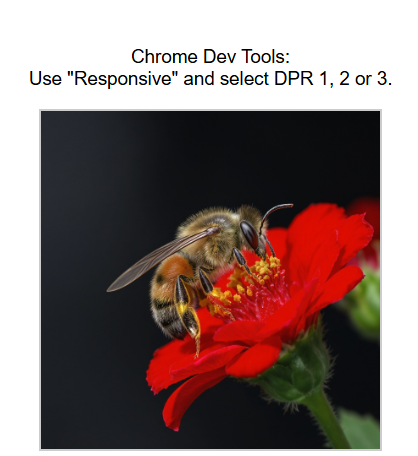 Chrome Dev Tools:
Use "Responsive" and select DPR 1, 2 or 3.